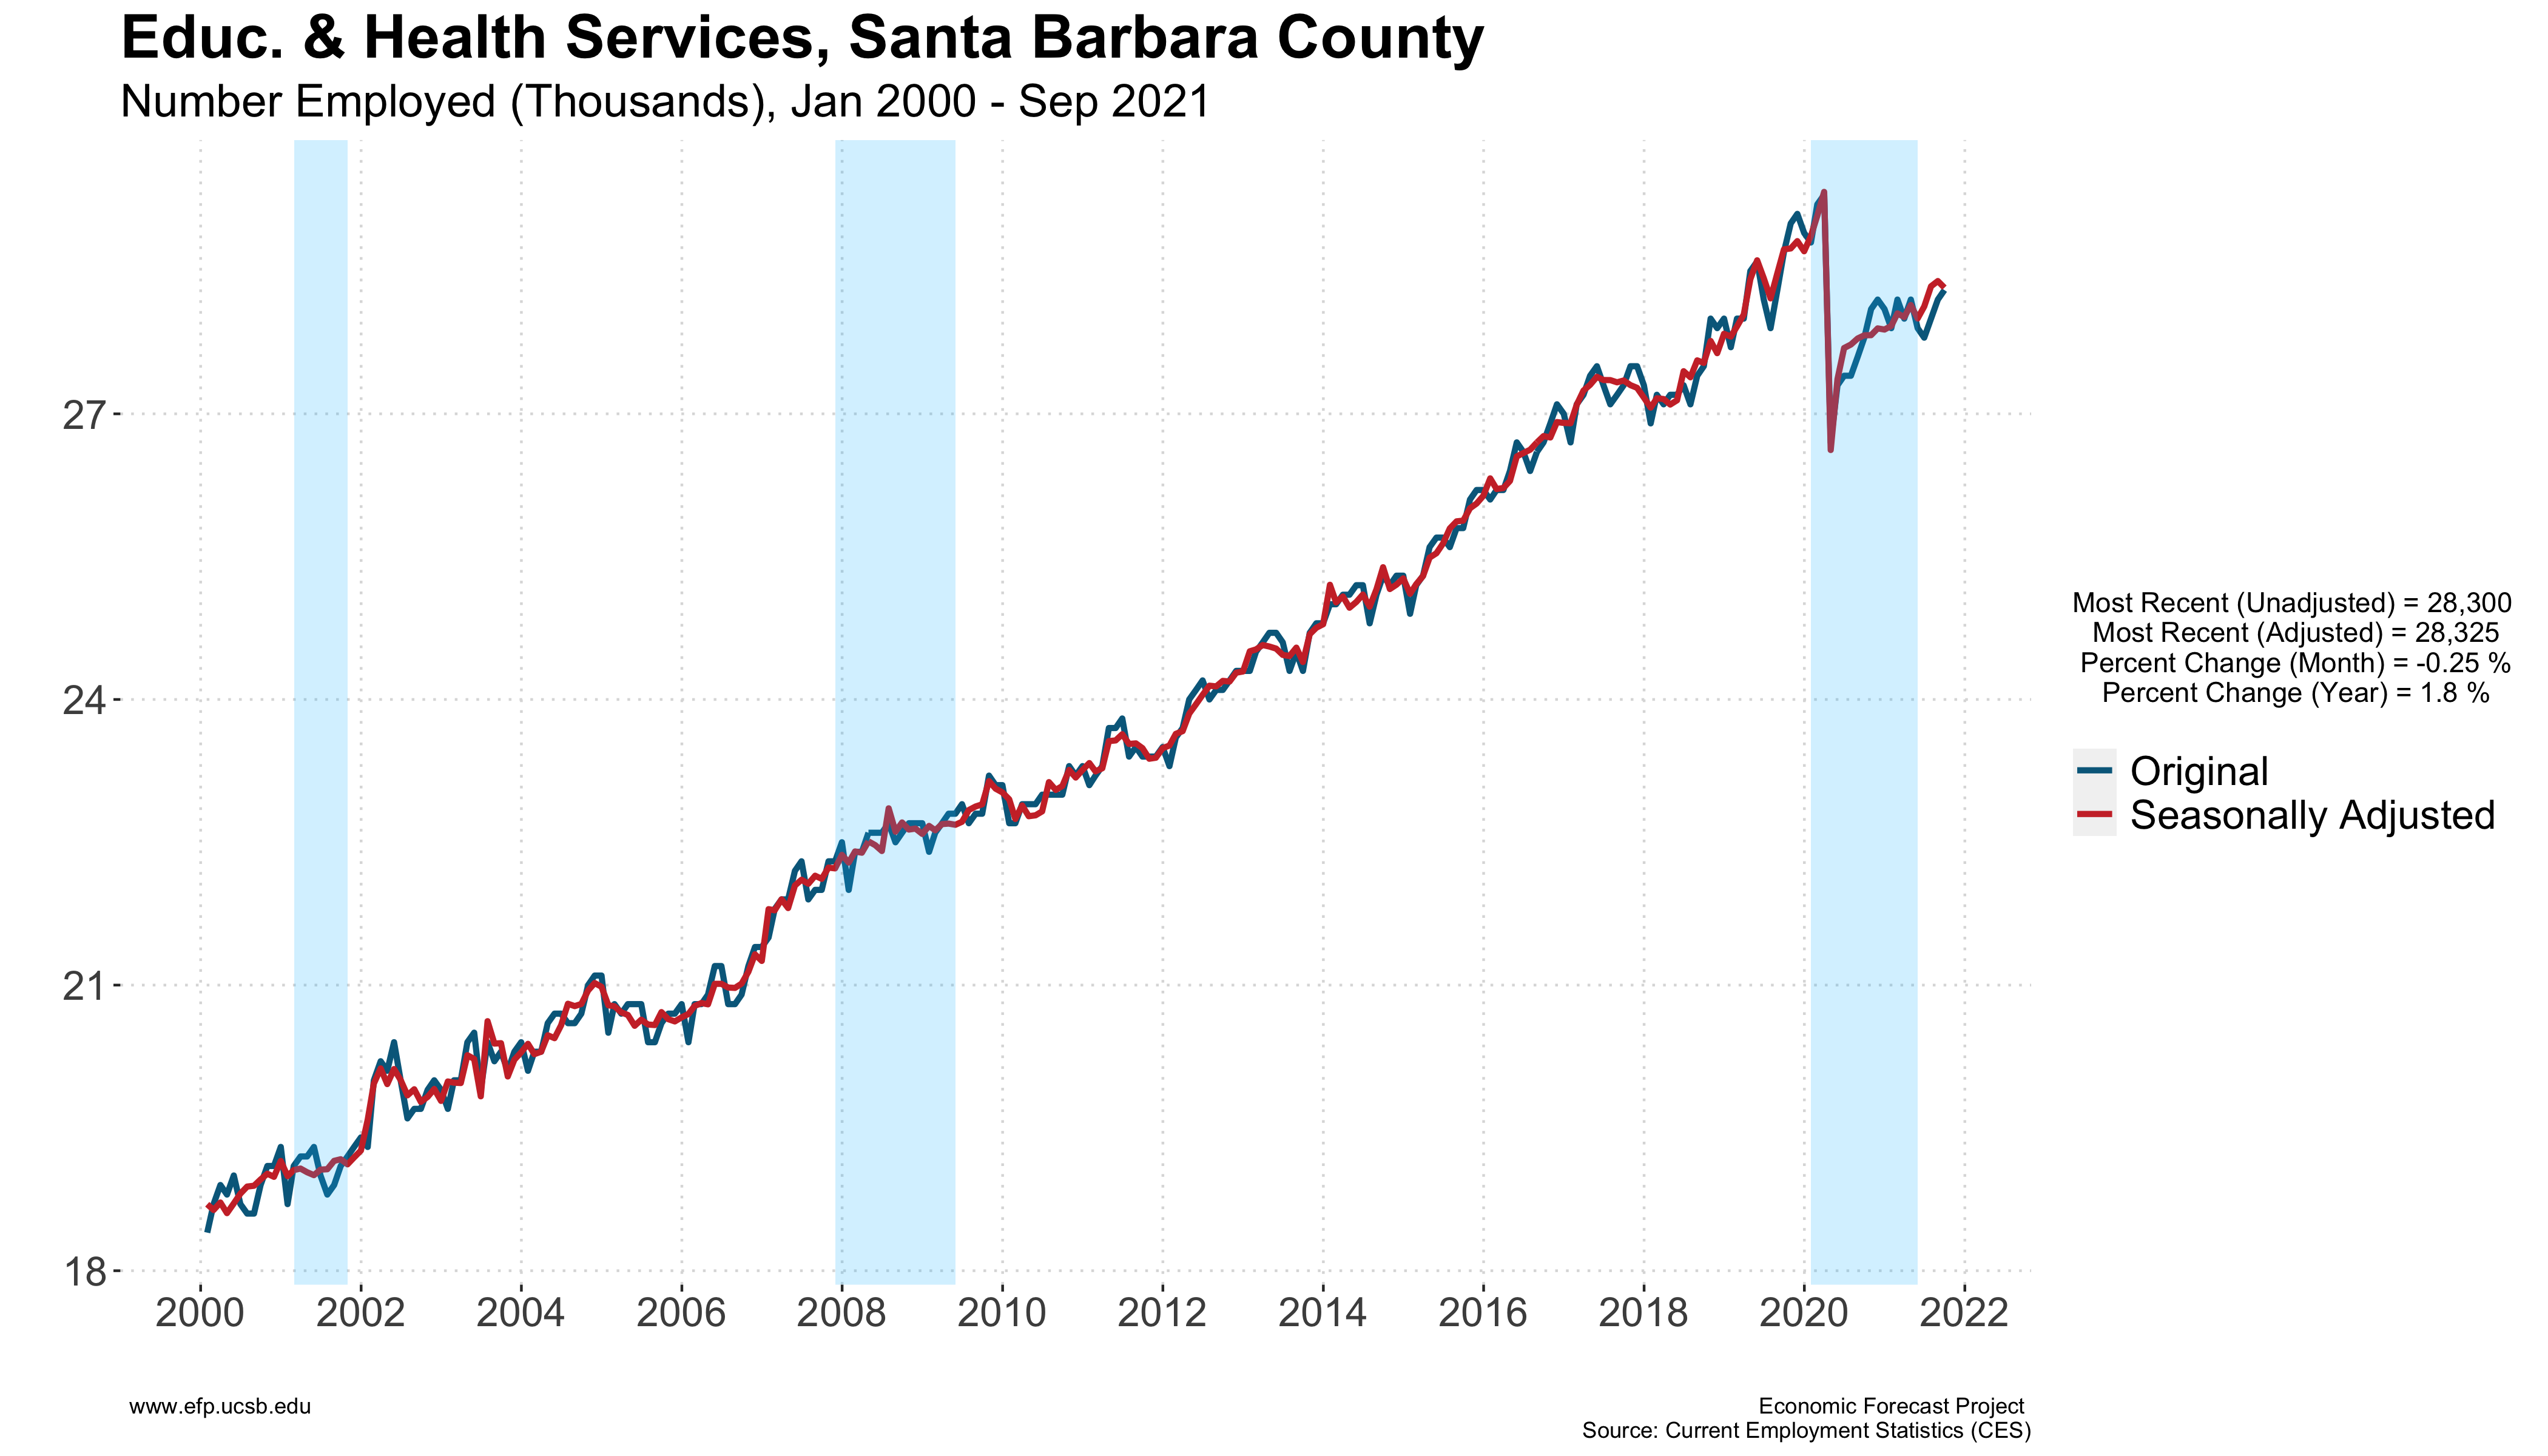 Educ. & Health Services, Santa Barbara County
Number Employed (Thousands), Jan 2000 - Sep 2021
27
24
21
18
2000 2002 2004 2006 2008 2010 2012 2014 2016 2018 2020 2022
Most Recent (Unadjusted) = 28,300
Most Recent (Adjusted) = 28,325
Percent Change (Month) = -0.25 %
Percent Change (Year) = 1.8 %
Original
Seasonally Adjusted
www.efp.ucsb.edu
Economic Forecast Project
Source: Current Employment Statistics (CES)